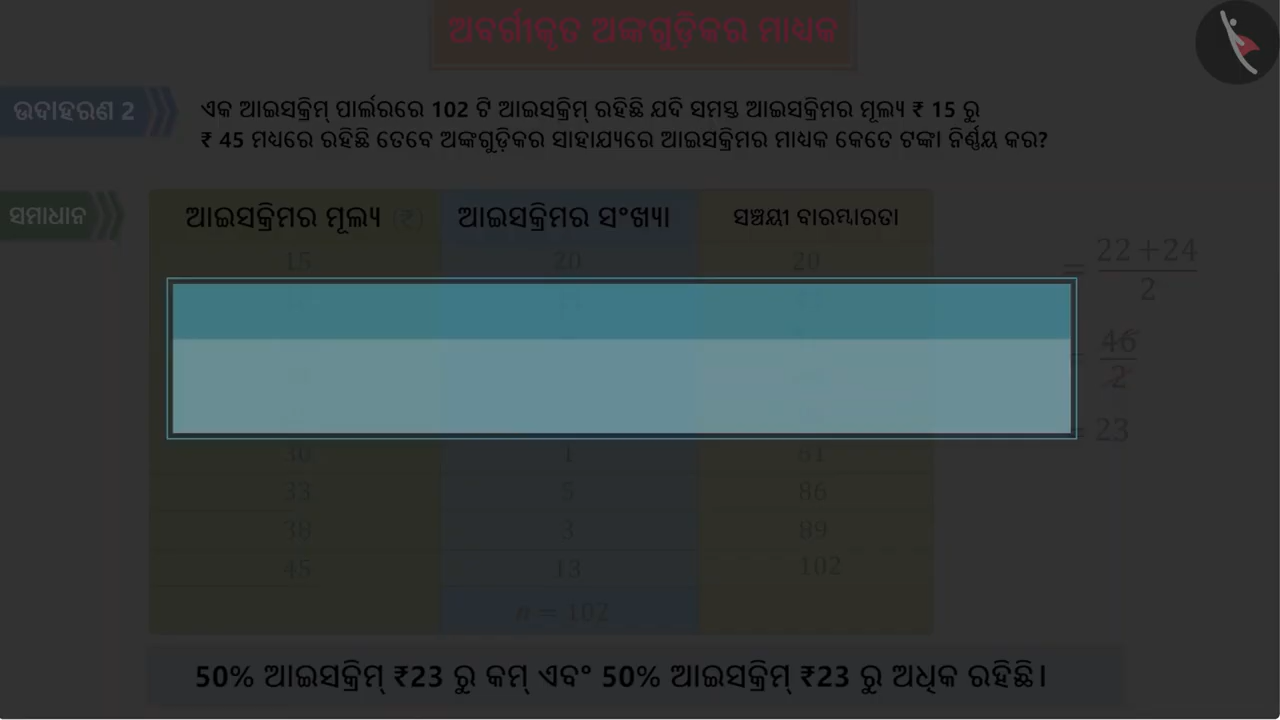 ଅବର୍ଗୀକୃତ ଅଙ୍କଗୁଡ଼ିକର ମାଧ୍ୟକ
ଉଦାହରଣ 2
ଏକ ଆଇସକ୍ରିମ୍ ପାର୍ଲରରେ 102 ଟି ଆଇସକ୍ରିମ୍ ରହିଛି ଯଦି ସମସ୍ତ ଆଇସକ୍ରିମର ମୂଲ୍ୟ ₹ 15 ରୁ
₹ 45 ମଧ୍ୟରେ ରହିଛି ତେବେ ଅଙ୍କଗୁଡ଼ିକର ସାହାଯ୍ୟରେ ଆଇସକ୍ରିମର ମାଧ୍ୟକ କେତେ ଟଙ୍କା ନିର୍ଣ୍ଣୟ କର?
ସମାଧାନ
ଆଇସକ୍ରିମର ମୂଲ୍ୟ (₹) ଆଇସକ୍ରିମର ସଂଖ୍ୟା ସଞ୍ଚୟୀ ବାରମ୍ବାରତା
15 20 20
30 1 81
33 5 86
38 3 89
45 13 102
n = 102
= 22 + 24
2
= 46
2
= 23
50% ଆଇସକ୍ରିମ୍ ₹23 ରୁ କମ୍ ଏବଂ 50% ଆଇସକ୍ରିମ୍ ₹23 ରୁ ଅଧିକ ରହିଛି।